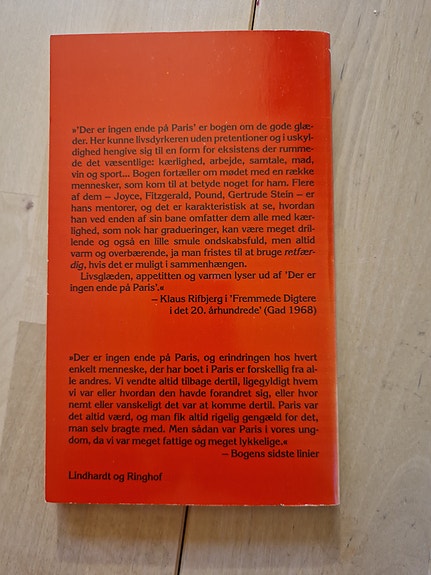 »'Der er ingen ende på Paris' er bogen om de gode glæ-
der. Her kunne livsdyrkeren uden pretentioner og i uskyl-
dighed hengive sig til en form for eksistens der rumme-
de det væsentlige: kærlighed, arbejde, samtale, mad,
vin og sport... Bogen fortæller om mødet med en række
mennesker, som kom til at betyde noget for ham. Flere
af dem – Joyce, Fitzgerald, Pound, Gertrude Stein – er
hans mentorer, og det er karakteristisk at se, hvordan
han ved enden af sin bane omfatter dem alle med kær-
lighed, som nok har gradueringer, kan være meget dril-
lende og også en lille smule ondskabsfuld, men altid
varm og overbærende, ja man fristes til at bruge retfær-
dig, hvis det er muligt i sammenhængen.
Livsglæden, appetitten og varmen lyser ud af 'Der er
ingen ende på Paris'.«
– Klaus Rifbjerg i 'Fremmede Digtere
i det 20. århundrede' (Gad 1968)
»Der er ingen ende på Paris, og erindringen hos hvert
enkelt menneske, der har boet i Paris er forskellig fra al-
le andres. Vi vendte altid tilbage dertil, ligegyldigt hvem
vi var eller hvordan den havde forandret sig, eller hvor
nemt eller vanskeligt det var at komme dertil. Paris var
det altid værd, og man fik altid rigelig gengæld for det,
man selv bragte med. Men sådan var Paris i vores ung-
dom, da vi var meget fattige og meget lykkelige.«
– Bogens sidste linier
Lindhardt og Ringhof